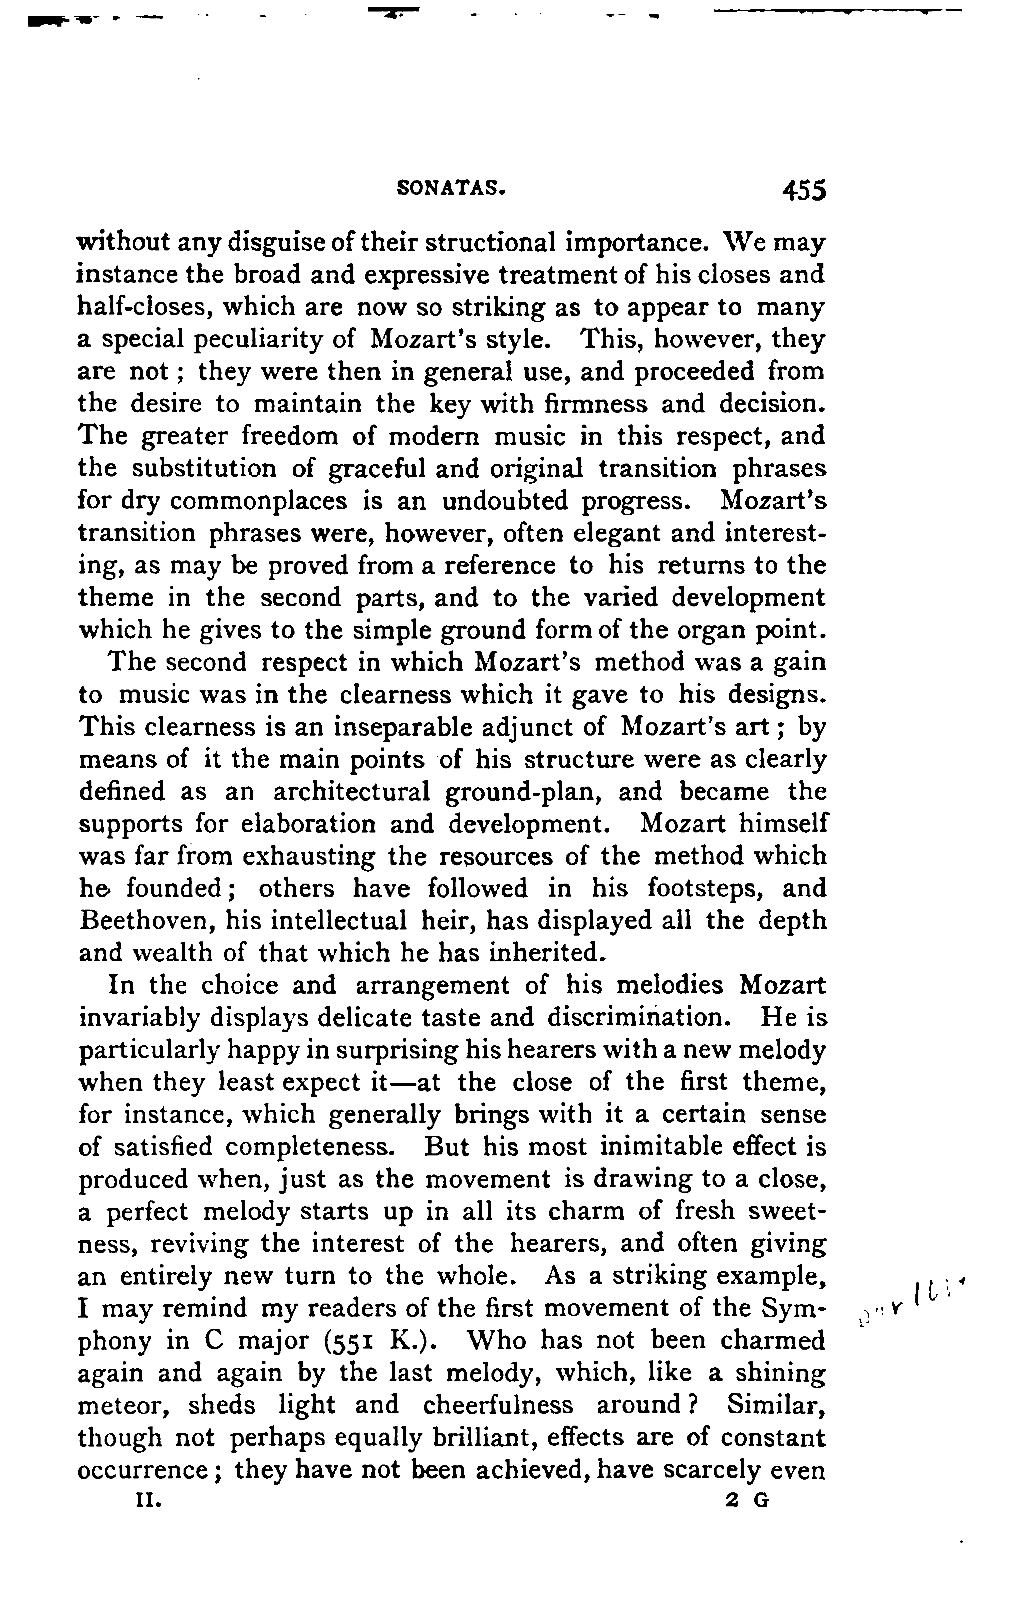 SONATAS. 455
without any disguise of their structional importance. We may
instance the broad and expressive treatment of his closes and
half-closes, which are now so striking as to appear to many
a special peculiarity of Mozart's style. This, however, they
are not ; they were then in general use, and proceeded from
the desire to maintain the key with firmness and decision.
The greater freedom of modern music in this respect, and
the substitution of graceful and original transition phrases
for dry commonplaces is an undoubted progress. Mozart's
transition phrases were, however, often elegant and interest-
ing, as may be proved from a reference to his returns to the
theme in the second parts, and to the varied development
which he gives to the simple ground form of the organ point.
The second respect in which Mozart's method was a gain
to music was in the clearness which it gave to his designs.
This clearness is an inseparable adjunct of Mozart's art ; by
means of it the main points of his structure were as clearly
defined as an architectural ground-plan, and became the
supports for elaboration and development. Mozart himself
was far from exhausting the resources of the method which
he founded ; others have followed in his footsteps, and
Beethoven, his intellectual heir, has displayed all the depth
and wealth of that which he has inherited.
In the choice and arrangement of his melodies Mozart
invariably displays delicate taste and discrimination. He is
particularly happy in surprising his hearers with a new melody
when they least expect it—at the close of the first theme,
for instance, which generally brings with it a certain sense
of satisfied completeness. But his most inimitable effect is
produced when, just as the movement is drawing to a close,
a perfect melody starts up in all its charm of fresh sweet-
ness, reviving the interest of the hearers, and often giving
an entirely new turn to the whole. As a striking example,
I may remind my readers of the first movement of the Sym-
phony in C major (551 K.). Who has not been charmed
again and again by the last melody, which, like a shining
meteor, sheds light and cheerfulness around ? Similar,
though not perhaps equally brilliant, effects are of constant
occurrence ; they have not been achieved, have scarcely even
II. 2 G